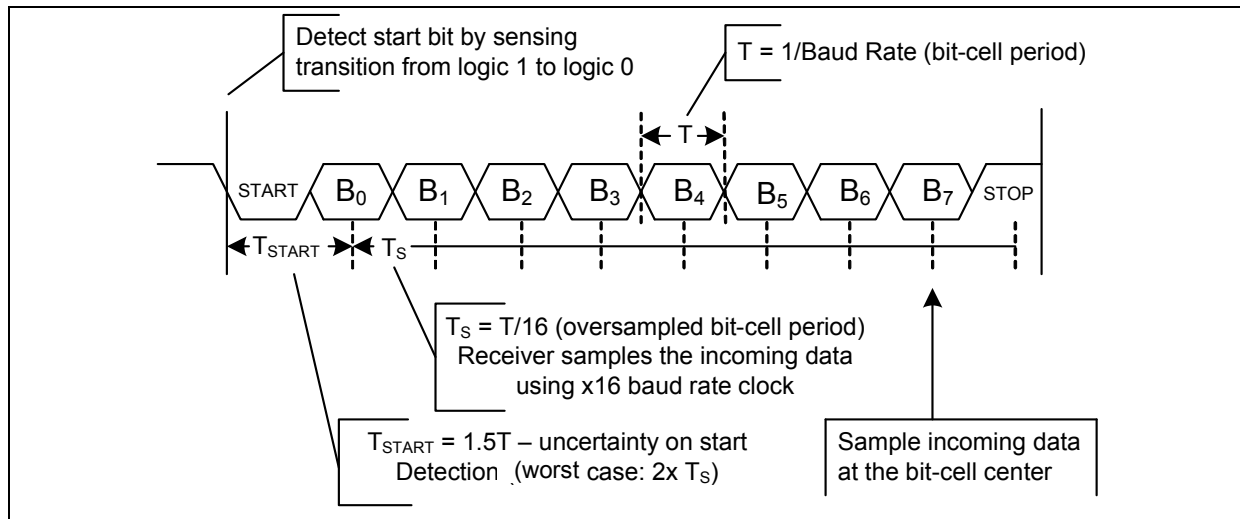 Detect start bit by sensing
transition from logic 1 to logic 0
T = 1/Baud Rate (bit-cell period)
T
START B0 B1 B2 B3 B4 B5 B6 B7 STOP
TSTART TS
TS = T/16 (oversampled bit-cell period)
Receiver samples the incoming data
using x16 baud rate clock
TSTART = 1.5T – uncertainty on start
Detection (worst case: 2x TS)
Sample incoming data
at the bit-cell center